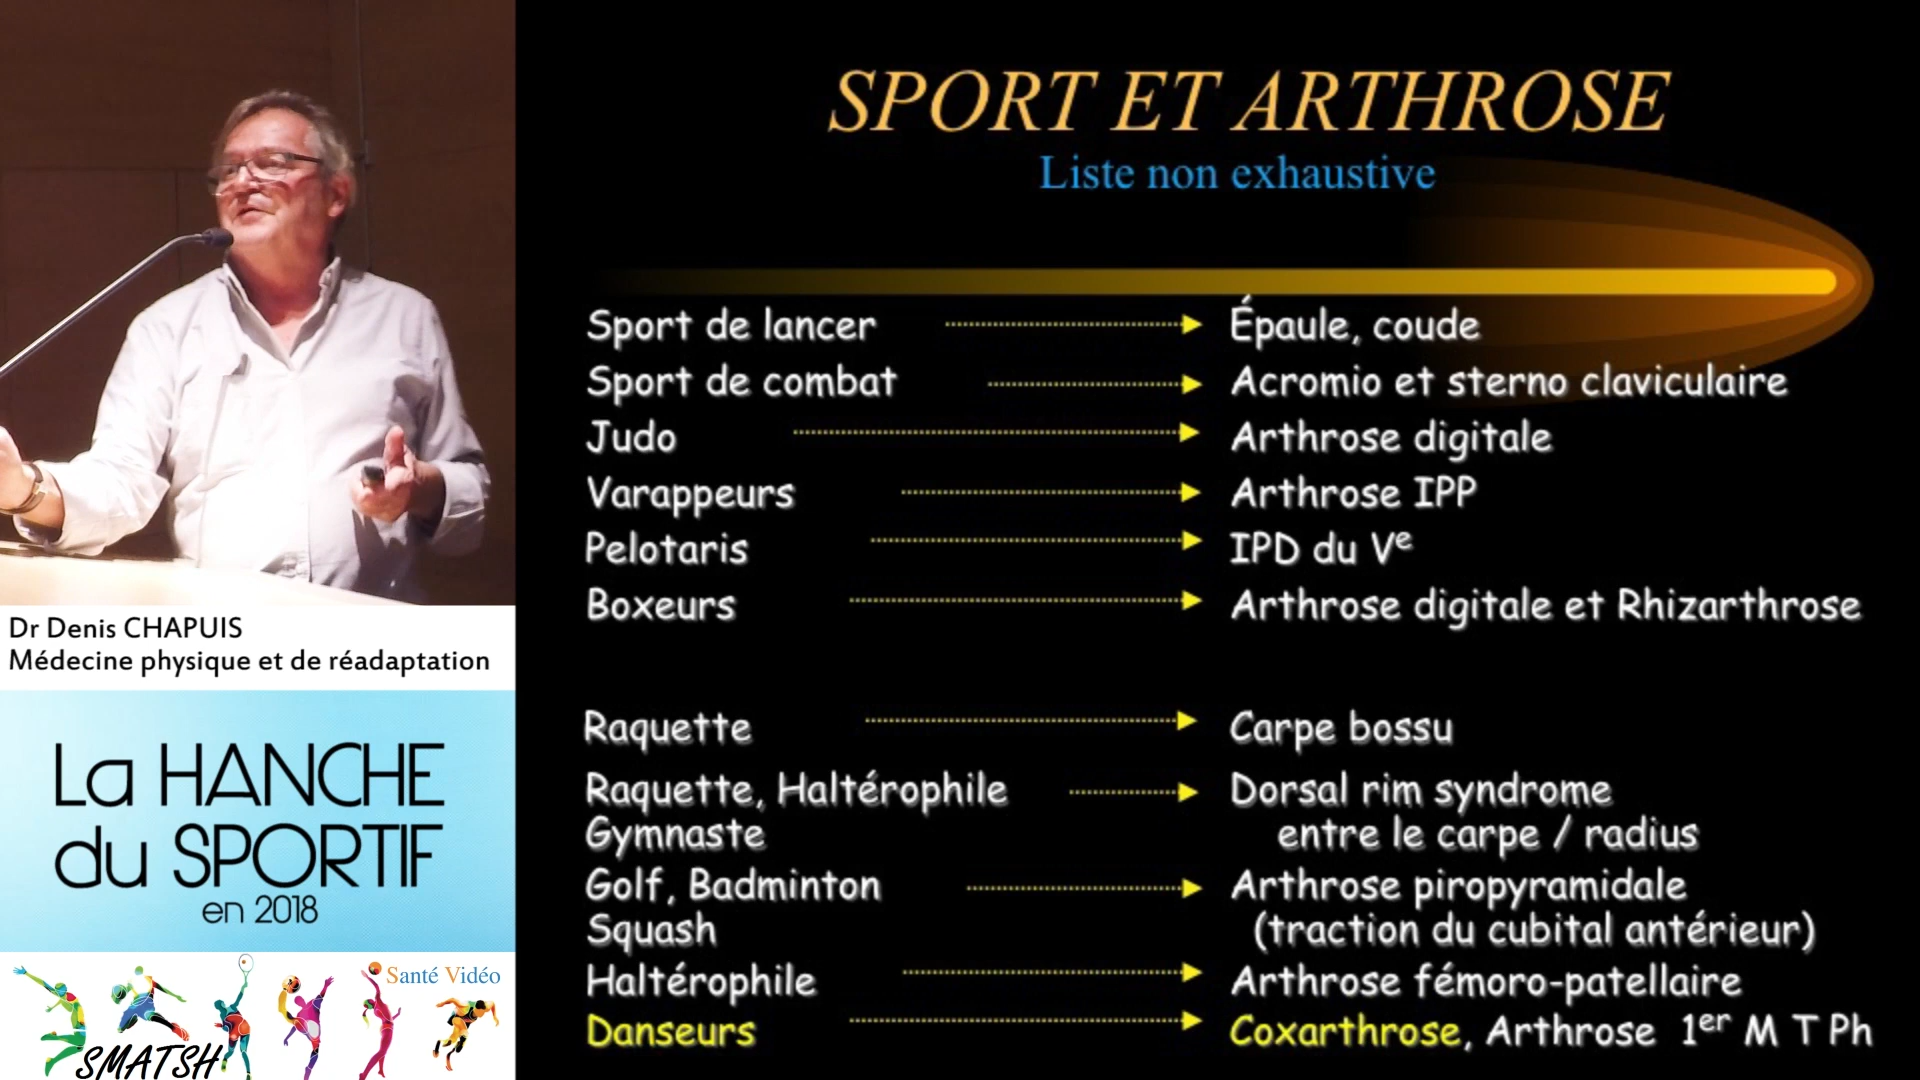 SPORT ET ARTHROSE
Liste non exhaustive
Sport de lancer Épaule, coude
Sport de combat Acromio et sterno claviculaire
Judo Arthrose digitale
Varappeurs Arthrose IPP
Pelotaris IPD du Vᵉ
Boxeurs Arthrose digitale et Rhizarthrose
Raquette Carpe bossu
Raquette, Haltérophile Dorsal rim syndrome
Gymnaste entre le carpe / radius
Golf, Badminton Arthrose piropyramidale
Squash (traction du cubital antérieur)
Haltérophile Arthrose fémoro-patellaire
Danseurs Coxarthrose, Arthrose 1er M T Ph
Dr Denis CHAPUIS
Médecine physique et de réadaptation
La HANCHE
du SPORTIF
en 2018
Santé Vidéo
SMATSH